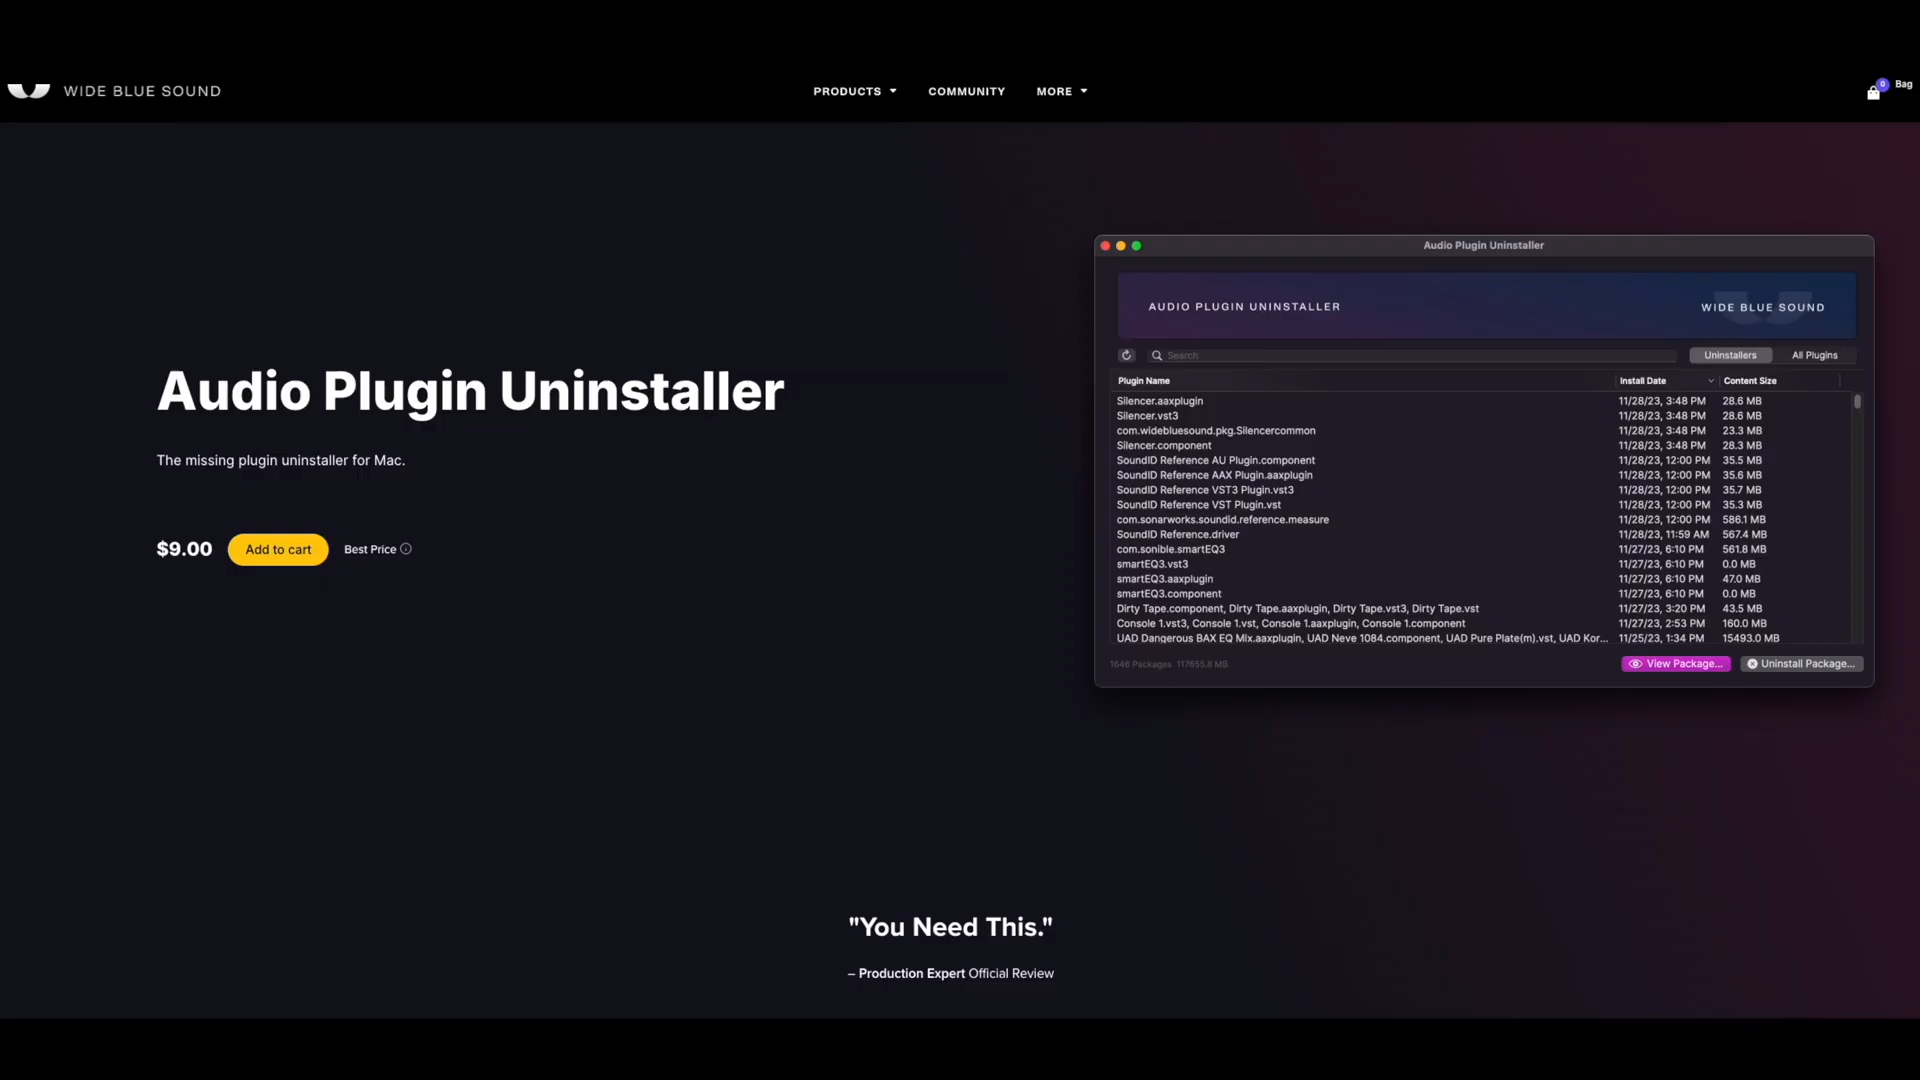 WIDE BLUE SOUND
PRODUCTS
COMMUNITY
MORE
0
Bag
Audio Plugin Uninstaller
The missing plugin uninstaller for Mac.
$9.00
Add to cart
Best Price
Audio Plugin Uninstaller
AUDIO PLUGIN UNINSTALLER
WIDE BLUE SOUND
Search
Uninstallers
All Plugins
Plugin Name Install Date Content Size
Silencer.aaxplugin 11/28/23, 3:48 PM 28.6 MB
Silencer.vst3 11/28/23, 3:48 PM 28.6 MB
com.widebluesound.pkg.Silencercommon 11/28/23, 3:48 PM 23.3 MB
Silencer.component 11/28/23, 3:48 PM 28.3 MB
SoundID Reference AU Plugin.component 11/28/23, 12:00 PM 35.5 MB
SoundID Reference AAX Plugin.aaxplugin 11/28/23, 12:00 PM 35.6 MB
SoundID Reference VST3 Plugin.vst3 11/28/23, 12:00 PM 35.7 MB
SoundID Reference VST Plugin.vst 11/28/23, 12:00 PM 35.3 MB
com.sonarworks.soundid.reference.measure 11/28/23, 12:00 PM 586.1 MB
SoundID Reference.driver 11/28/23, 11:59 AM 567.4 MB
com.sonible.smartEQ3 11/27/23, 6:10 PM 561.8 MB
smartEQ3.vst3 11/27/23, 6:10 PM 0.0 MB
smartEQ3.aaxplugin 11/27/23, 6:10 PM 47.0 MB
smartEQ3.component 11/27/23, 6:10 PM 0.0 MB
Dirty Tape.component, Dirty Tape.aaxplugin, Dirty Tape.vst3, Dirty Tape.vst 11/27/23, 3:20 PM 43.5 MB
Console 1.vst3, Console 1.vst, Console 1.aaxplugin, Console 1.component 11/27/23, 2:53 PM 160.0 MB
UAD Dangerous BAX EQ Mix.aaxplugin, UAD Neve 1084.component, UAD Pure Plate(m).vst, UAD Kor... 11/25/23, 1:34 PM 15493.0 MB
1646 Packages 117655.8 MB
View Package...
Uninstall Package...
"You Need This."
– Production Expert Official Review